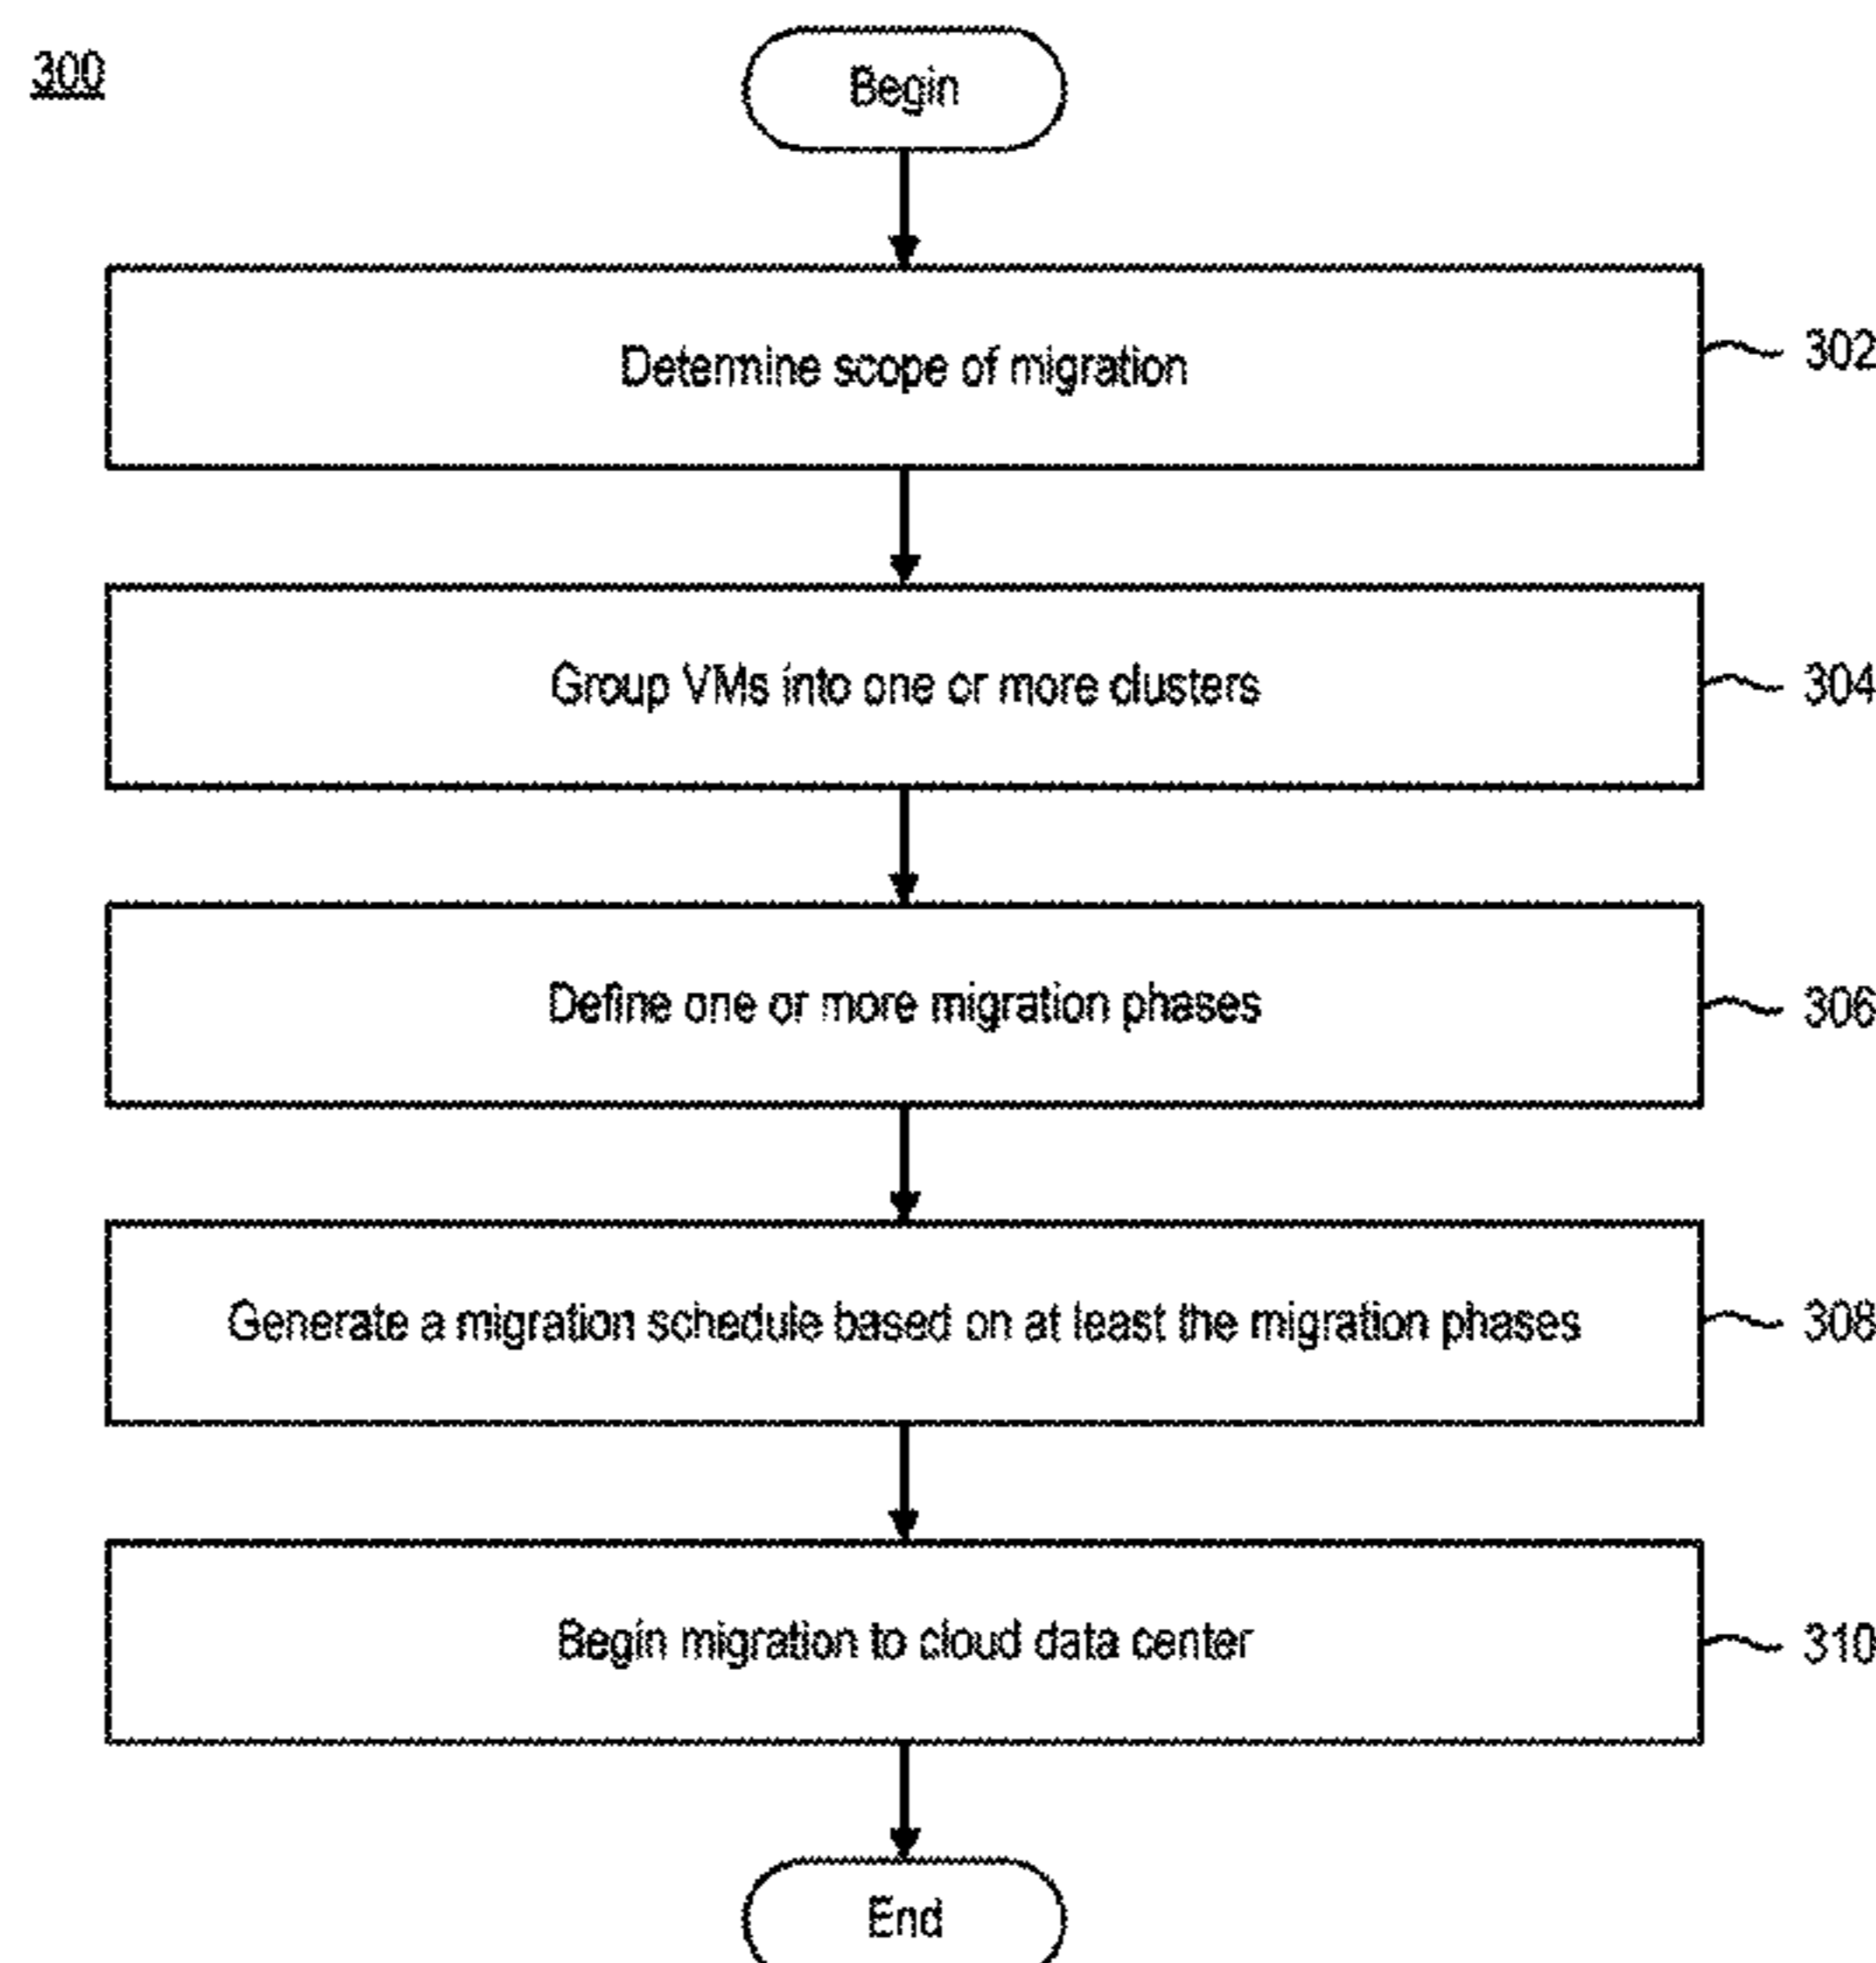 300
Begin
Determine scope of migration
302
Group VMs into one or more clusters
304
Define one or more migration phases
306
Generate a migration schedule based on at least the migration phases
308
Begin migration to cloud data center
310
End